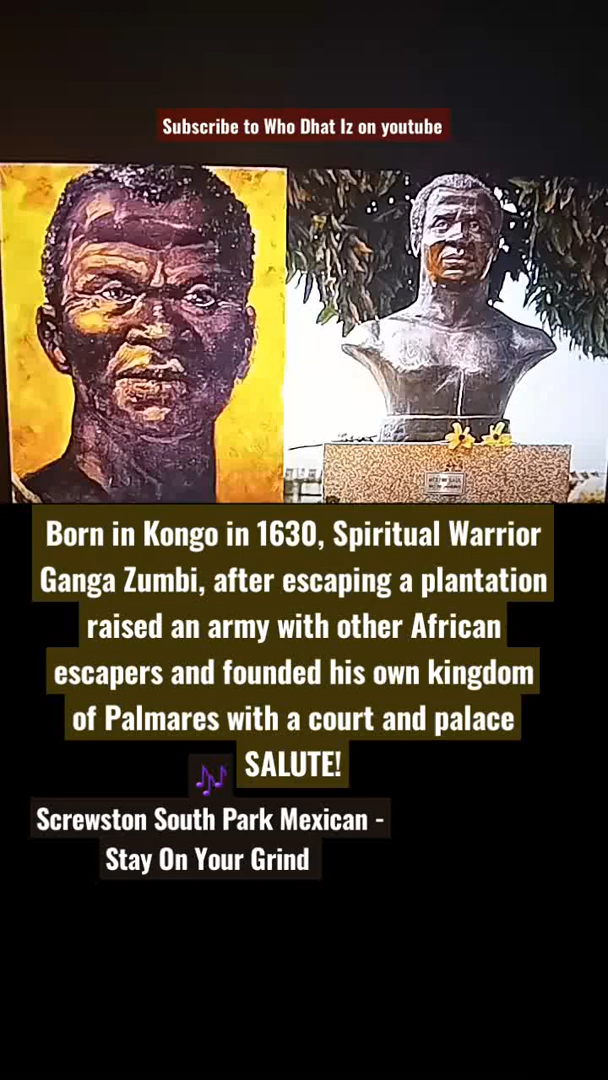 Subscribe to Who Dhat Iz on youtube
Born in Kongo in 1630, Spiritual Warrior
Ganga Zumbi, after escaping a plantation
raised an army with other African
escapers and founded his own kingdom
of Palmares with a court and palace
SALUTE!
Screwston South Park Mexican -
Stay On Your Grind